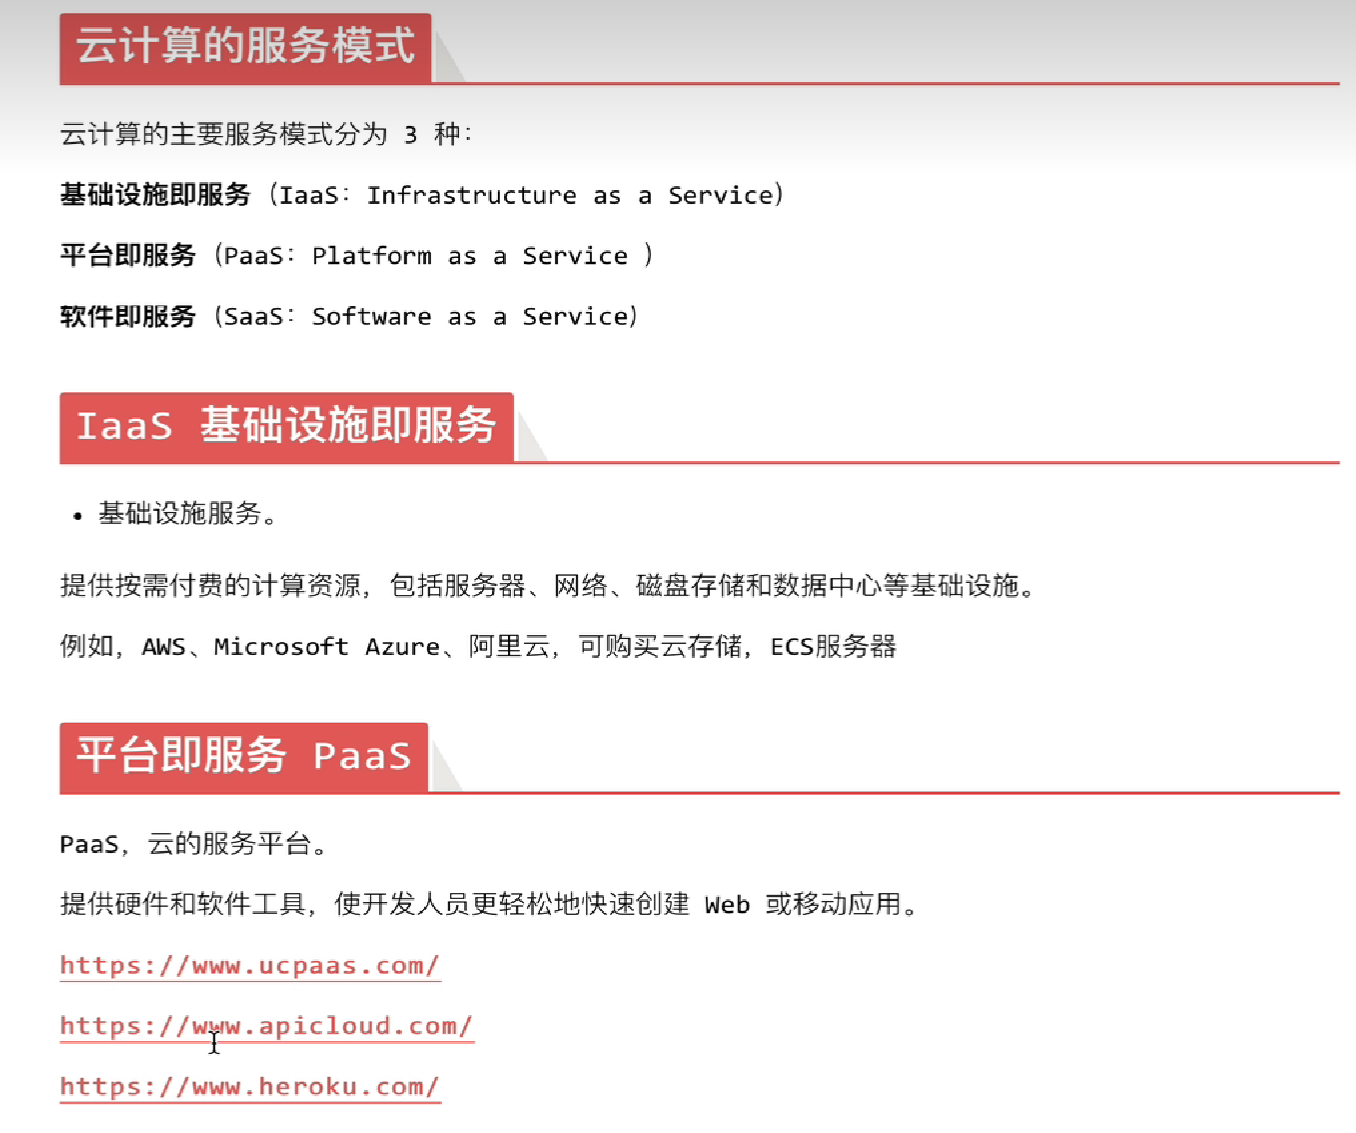 云计算的服务模式
云计算的主要服务模式分为 3 种：
基础设施即服务（IaaS：Infrastructure as a Service）
平台即服务（PaaS：Platform as a Service ）
软件即服务（SaaS：Software as a Service）
IaaS 基础设施即服务
• 基础设施服务。
提供按需付费的计算资源，包括服务器、网络、磁盘存储和数据中心等基础设施。
例如，AWS、Microsoft Azure、阿里云，可购买云存储，ECS服务器
平台即服务 PaaS
PaaS，云的服务平台。
提供硬件和软件工具，使开发人员更轻松地快速创建 Web 或移动应用。
https://www.ucpaas.com/
https://www.apicloud.com/
https://www.heroku.com/